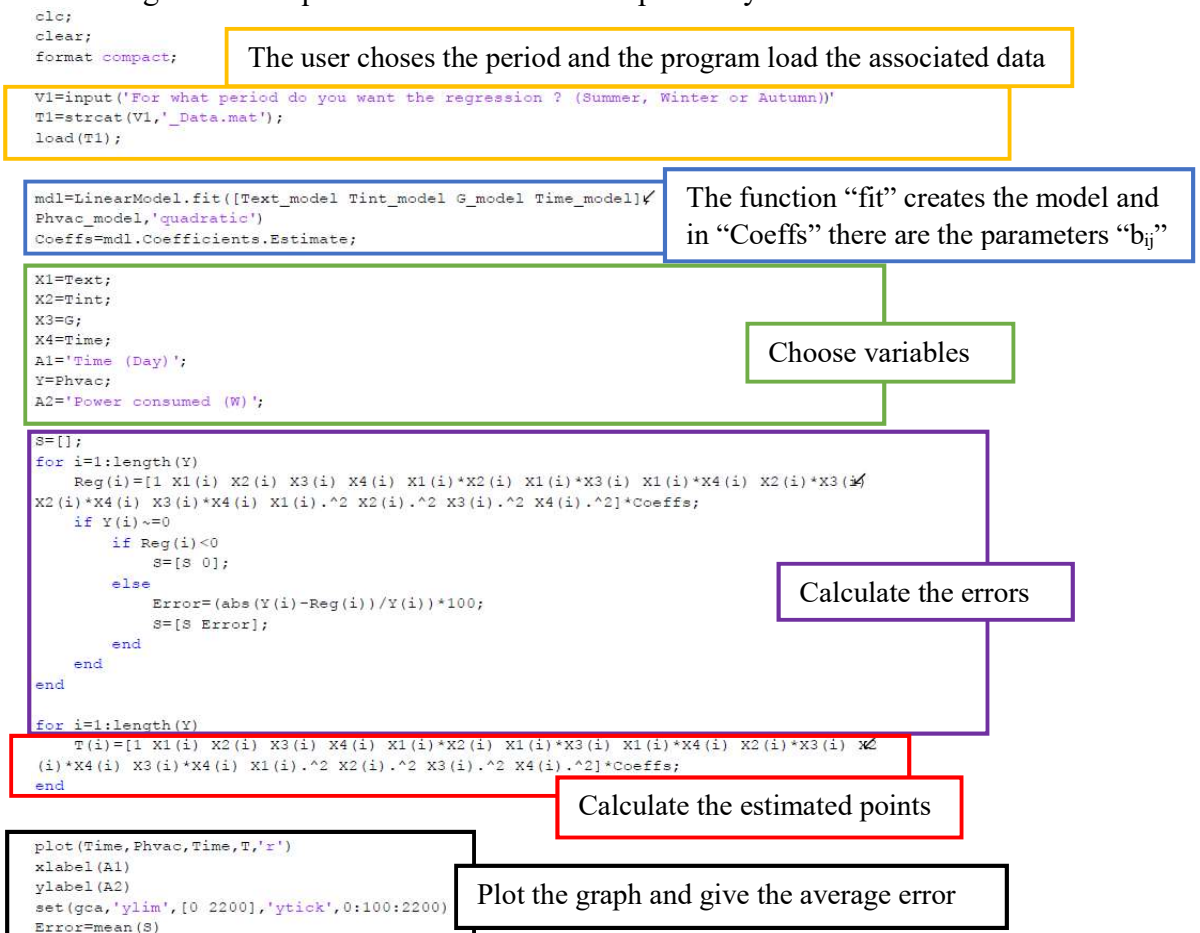 clc;
clear;
format compact;
The user choses the period and the program load the associated data
V1=input('For what period do you want the regression ? (Summer, Winter or Autumn))'
T1=strcat(V1,'_Data.mat');
load(T1);
mdl=LinearModel.fit([Text_model Tint_model G_model Time_model]↙
Phvac_model,'quadratic')
Coeffs=mdl.Coefficients.Estimate;
The function “fit” creates the model and
in “Coeffs” there are the parameters “bij”
X1=Text;
X2=Tint;
X3=G;
X4=Time;
A1='Time (Day)';
Y=Phvac;
A2='Power consumed (W)';
Choose variables
S=[];
for i=1:length(Y)
Reg(i)=[1 X1(i) X2(i) X3(i) X4(i) X1(i)*X2(i) X1(i)*X3(i) X1(i)*X4(i) X2(i)*X3(i)↙
X2(i)*X4(i) X3(i)*X4(i) X1(i).^2 X2(i).^2 X3(i).^2 X4(i).^2]*Coeffs;
if Y(i)~=0
if Reg(i)<0
S=[S 0];
else
Error=(abs(Y(i)-Reg(i))/Y(i))*100;
S=[S Error];
end
end
end
Calculate the errors
for i=1:length(Y)
T(i)=[1 X1(i) X2(i) X3(i) X4(i) X1(i)*X2(i) X1(i)*X3(i) X1(i)*X4(i) X2(i)*X3(i) X2↙
(i)*X4(i) X3(i)*X4(i) X1(i).^2 X2(i).^2 X3(i).^2 X4(i).^2]*Coeffs;
end
Calculate the estimated points
plot(Time,Phvac,Time,T,'r')
xlabel(A1)
ylabel(A2)
set(gca,'ylim',[0 2200],'ytick',0:100:2200)
Error=mean(S)
Plot the graph and give the average error